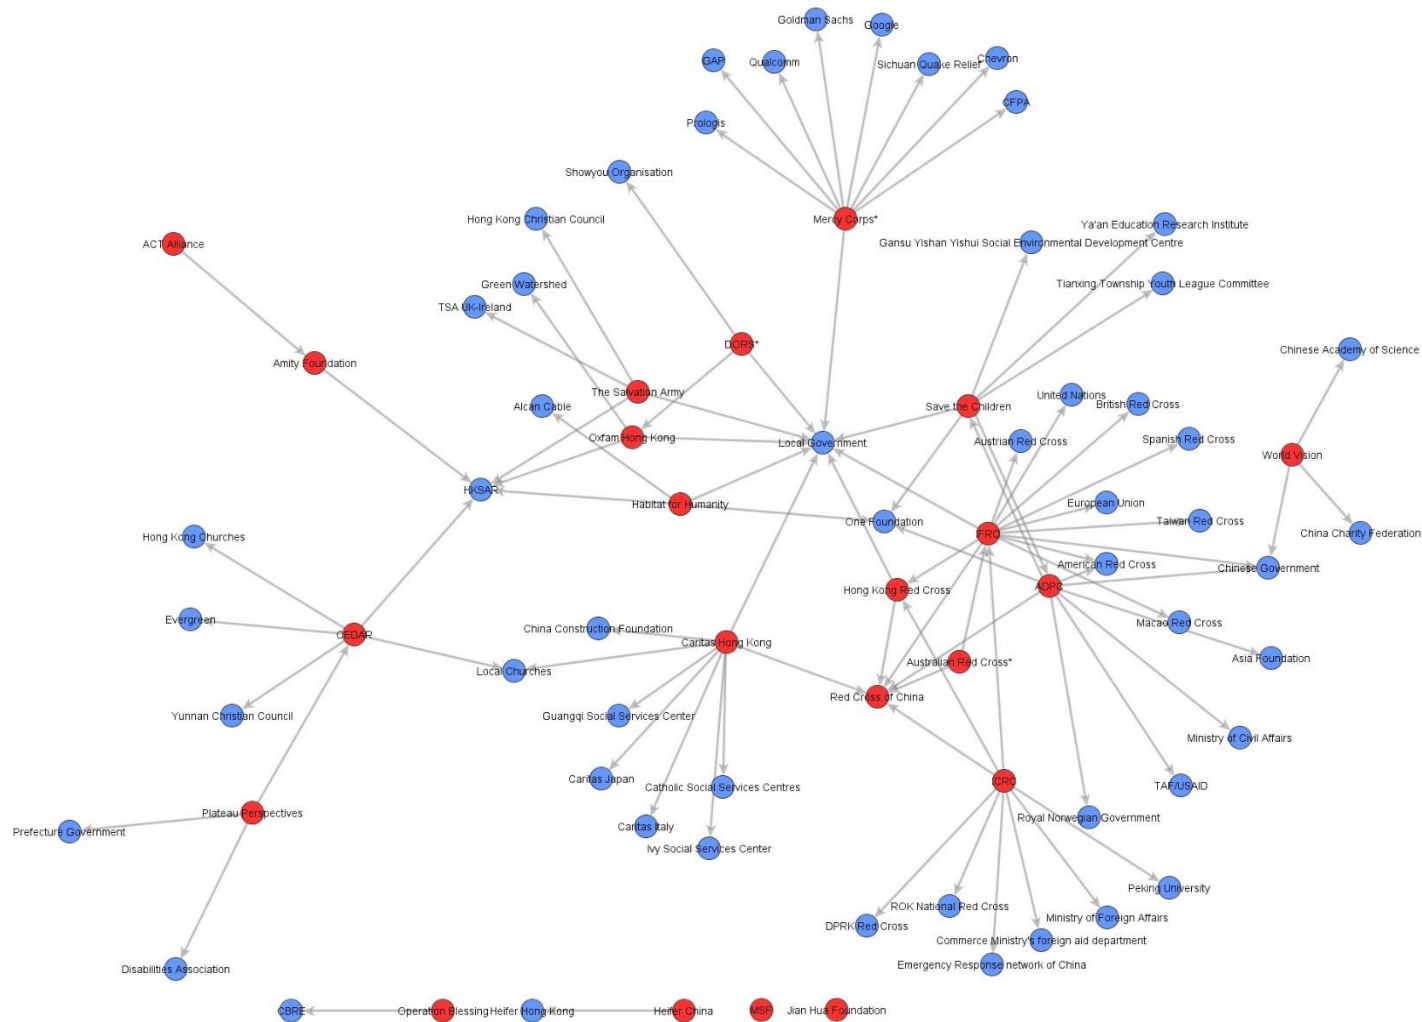 Goldman Sachs
Google
GAP
Qualcomm
Sichuan Quake Relief
Chevron
CFPA
Prologis
Showyou Organisation
Mercy Corps*
Hong Kong Christian Council
Ya'an Education Research Institute
ACT Alliance
Gansu Yishan Yishui Social Environmental Development Centre
Green Watershed
Tianxing Township Youth League Committee
TSA UK-Ireland
DORS*
Chinese Academy of Science
Amity Foundation
The Salvation Army
United Nations
British Red Cross
Save the Children
Alcan Cable
Oxfam Hong Kong
Local Government
Austrian Red Cross
Spanish Red Cross
World Vision
HKSAR
Habitat for Humanity
European Union
One Foundation
Taiwan Red Cross
Hong Kong Churches
IFRC
China Charity Federation
American Red Cross
Chinese Government
Hong Kong Red Cross
ADPC
Evergreen
China Construction Foundation
Macao Red Cross
CEDAR
Caritas Hong Kong
Asia Foundation
Australian Red Cross*
Local Churches
Red Cross of China
Yunnan Christian Council
Guangqi Social Services Center
Ministry of Civil Affairs
Caritas Japan
Catholic Social Services Centres
ICRC
TAF/USAID
Plateau Perspectives
Royal Norwegian Government
Prefecture Government
Caritas Italy
Ivy Social Services Center
Peking University
ROK National Red Cross
Ministry of Foreign Affairs
DPRK Red Cross
Commerce Ministry's foreign aid department
Emergency Response network of China
Disabilities Association
CBRE
Operation Blessing
Heifer Hong Kong
Heifer China
MSF
Jian Hua Foundation